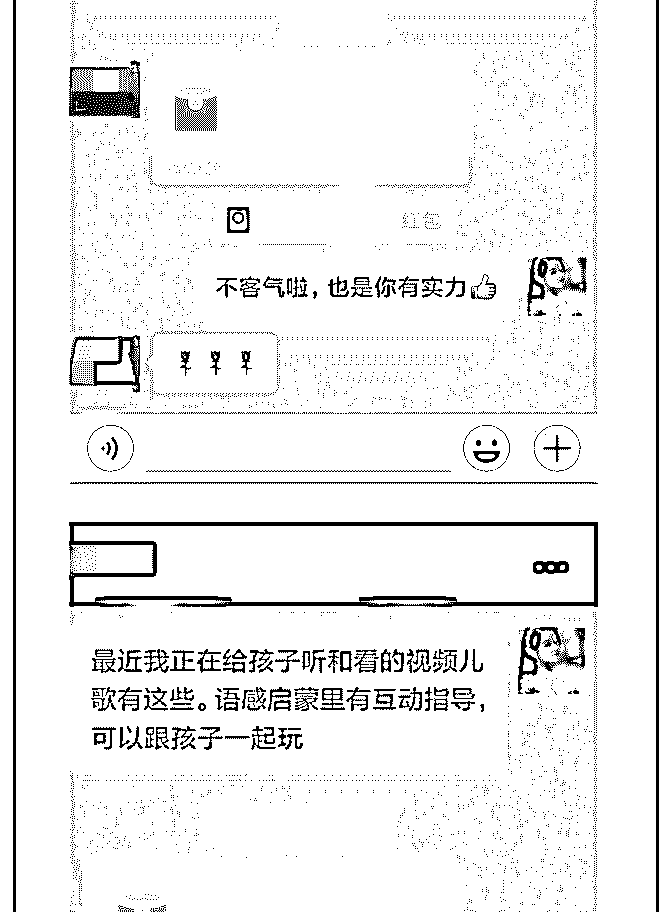 红包
不客气啦，也是你有实力👍
最近我正在给孩子听和看的视频儿
歌有这些。语感启蒙里有互动指导，
可以跟孩子一起玩